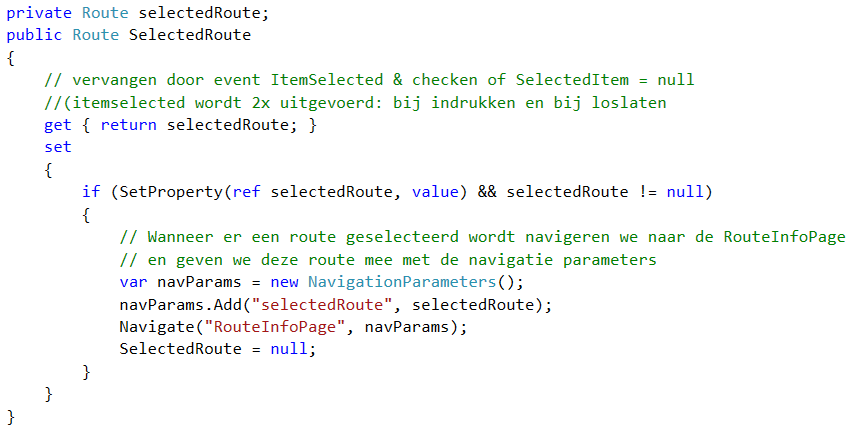 private Route selectedRoute;
public Route SelectedRoute
{
    // vervangen door event ItemSelected & checken of SelectedItem = null
    //(itemselected wordt 2x uitgevoerd: bij indrukken en bij loslaten
    get { return selectedRoute; }
    set
    {
        if (SetProperty(ref selectedRoute, value) && selectedRoute != null)
        {
            // Wanneer er een route geselecteerd wordt navigeren we naar de RouteInfoPage
            // en geven we deze route mee met de navigatie parameters
            var navParams = new NavigationParameters();
            navParams.Add("selectedRoute", selectedRoute);
            Navigate("RouteInfoPage", navParams);
            SelectedRoute = null;
        }
    }
}